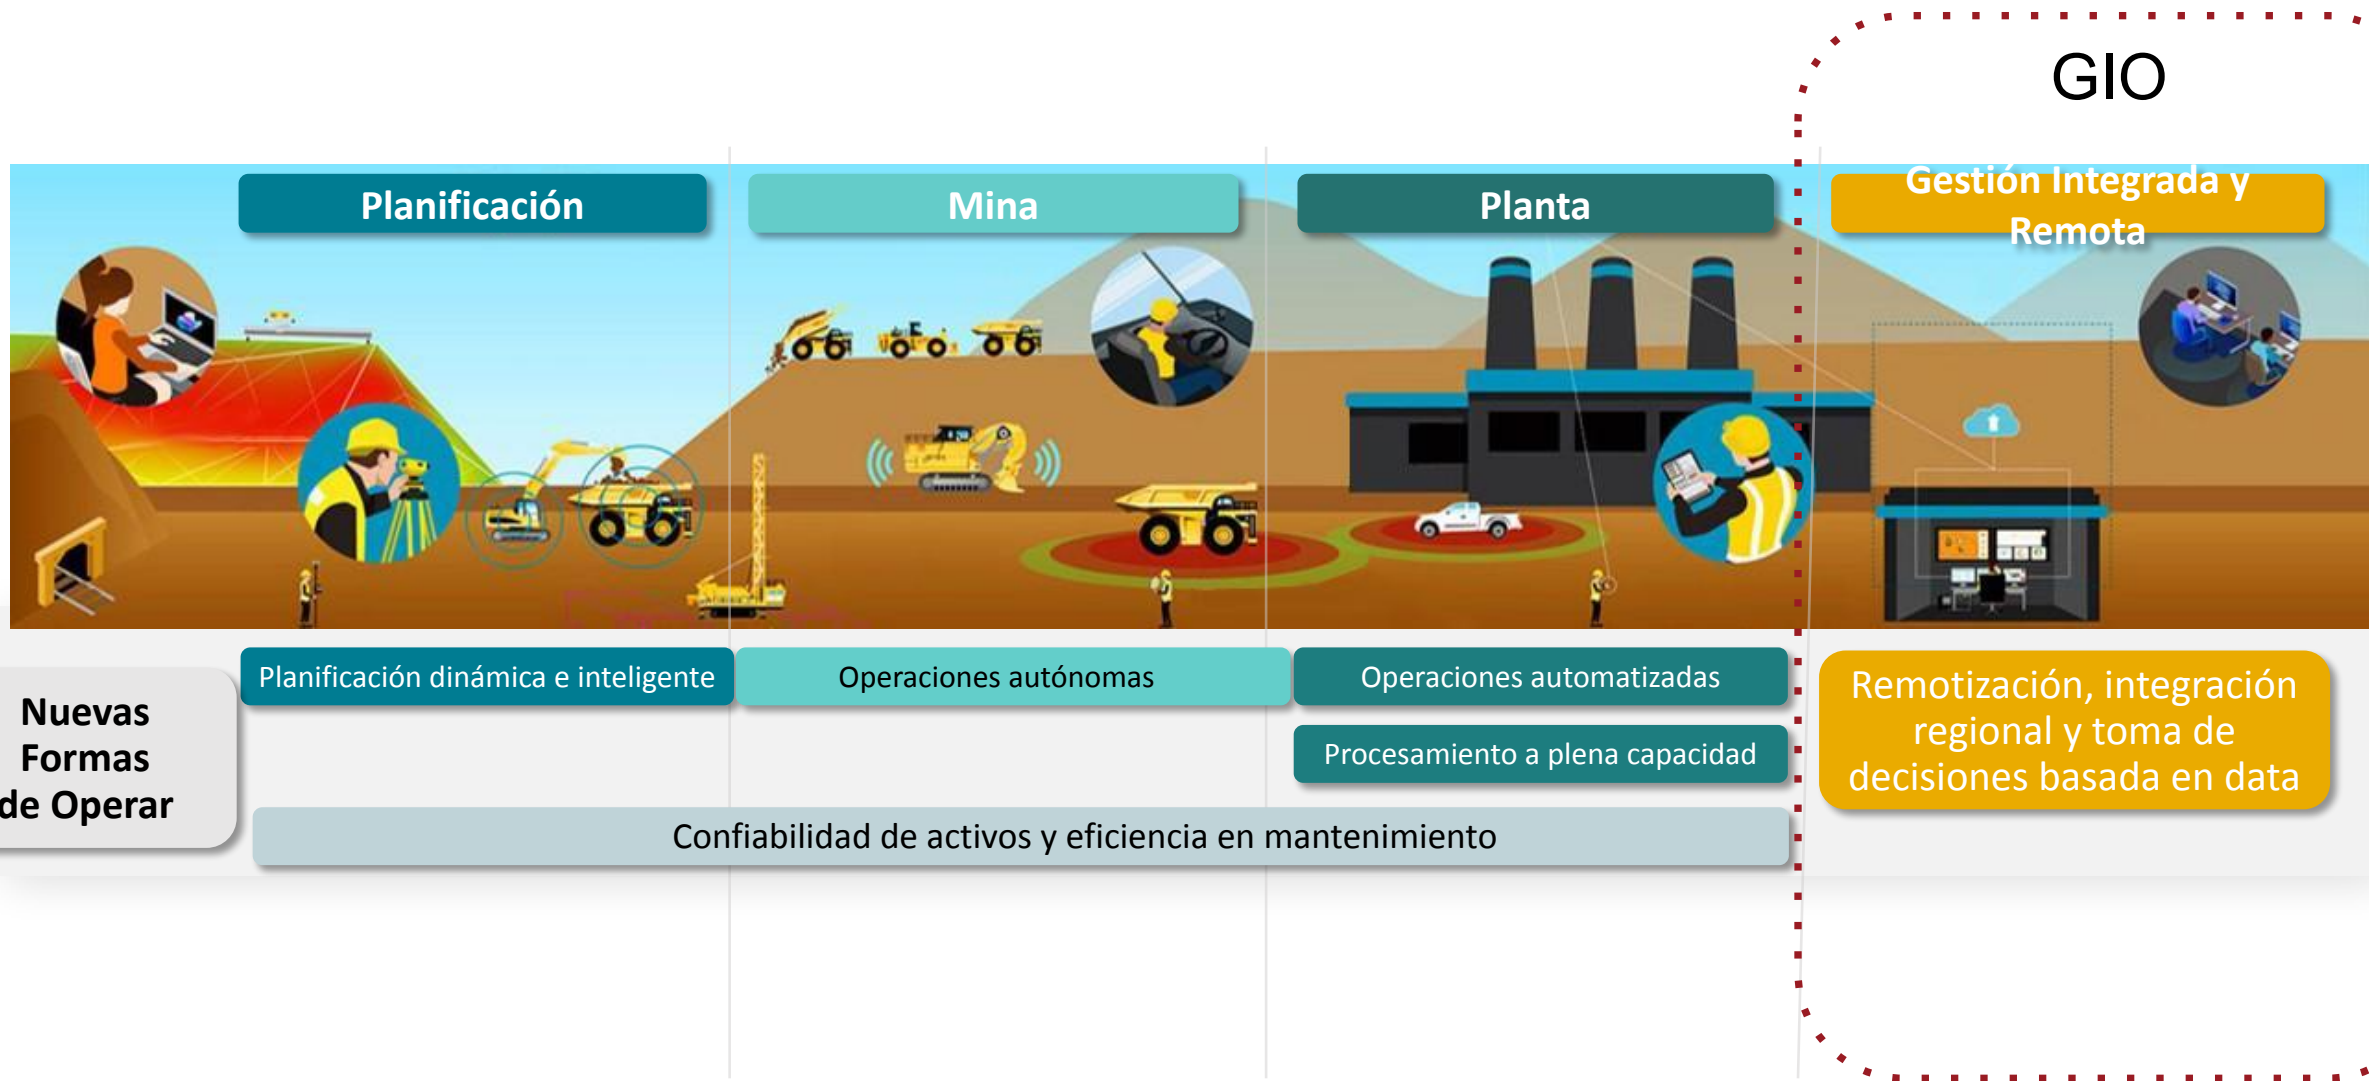 GIO
Planificación
Mina
Planta
Gestión Integrada y
Remota
Nuevas
Formas
de Operar
Planificación dinámica e inteligente
Operaciones autónomas
Operaciones automatizadas
Procesamiento a plena capacidad
Confiabilidad de activos y eficiencia en mantenimiento
Remotización, integración
regional y toma de
decisiones basada en data